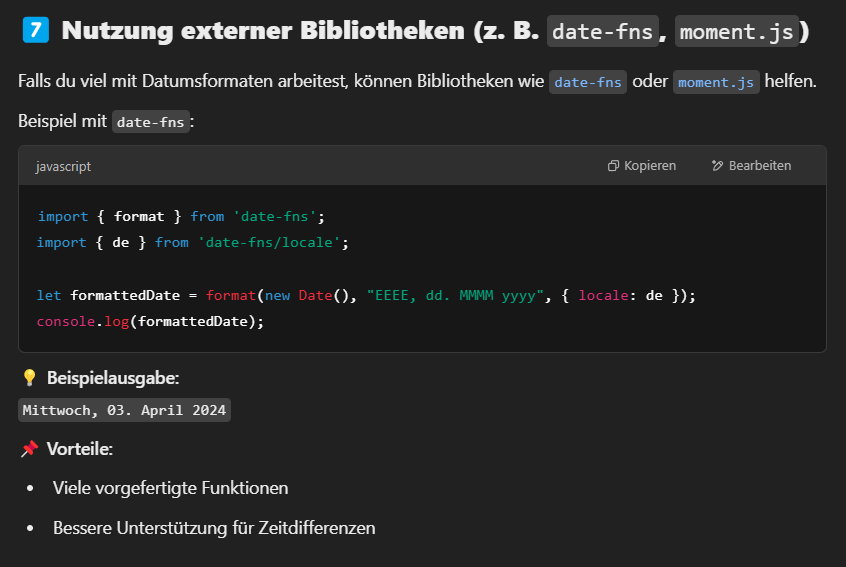 7 Nutzung externer Bibliotheken (z. B. date-fns, moment.js)
Falls du viel mit Datumsformaten arbeitest, können Bibliotheken wie date-fns oder moment.js helfen.
Beispiel mit date-fns:
javascript Kopieren Bearbeiten
import { format } from 'date-fns';
import { de } from 'date-fns/locale';
let formattedDate = format(new Date(), "EEEE, dd. MMMM yyyy", { locale: de });
console.log(formattedDate);
💡 Beispielausgabe:
Mittwoch, 03. April 2024
📌 Vorteile:
• Viele vorgefertigte Funktionen
• Bessere Unterstützung für Zeitdifferenzen